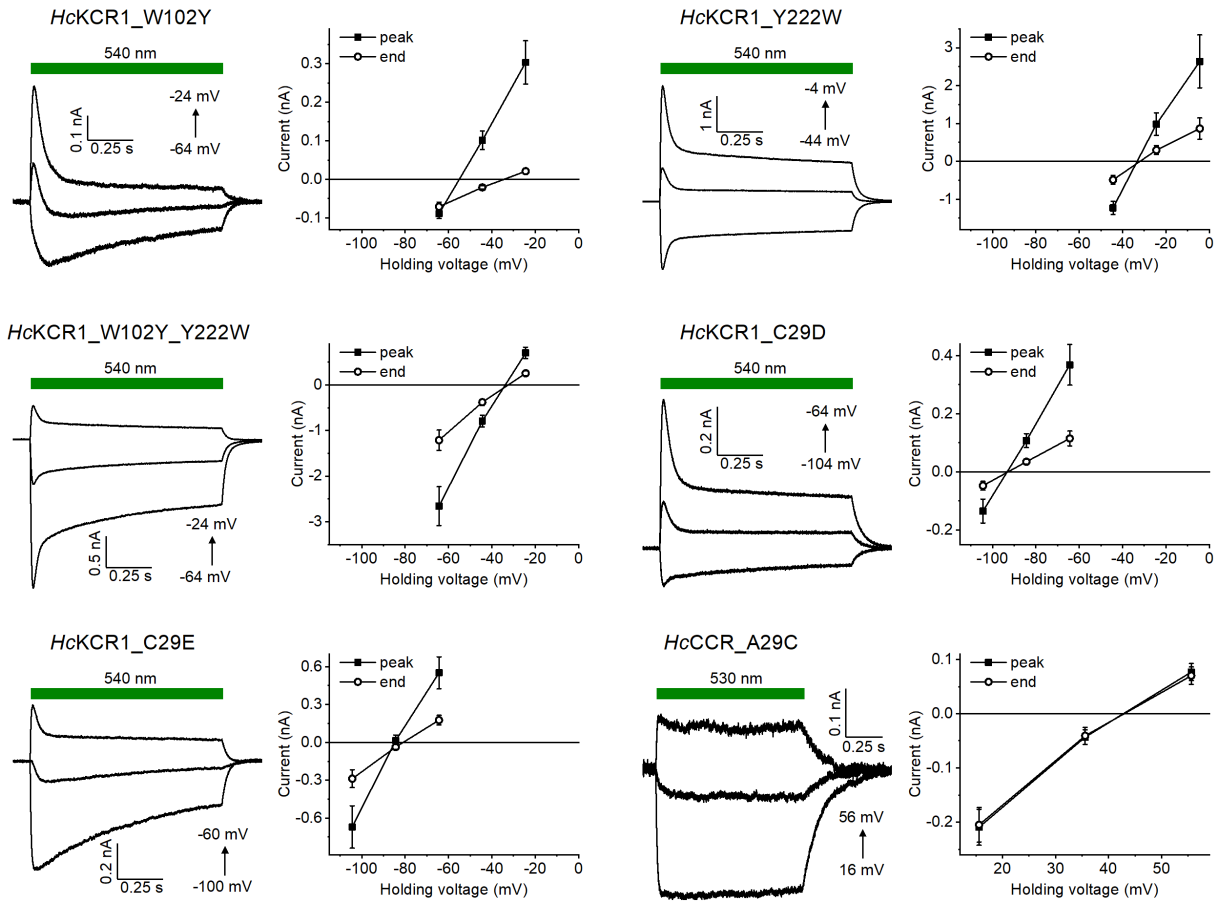 HcKCR1_W102Y
540 nm
-24 mV
-64 mV
0.1 nA
0.25 s
peak
end
Current (nA)
0.3
0.2
0.1
0.0
-0.1
-100 -80 -60 -40 -20 0
Holding voltage (mV)
HcKCR1_Y222W
540 nm
-4 mV
-44 mV
1 nA
0.25 s
peak
end
Current (nA)
3
2
1
0
-1
-100 -80 -60 -40 -20 0
Holding voltage (mV)
HcKCR1_W102Y_Y222W
540 nm
-24 mV
-64 mV
0.5 nA
0.25 s
peak
end
Current (nA)
0
-1
-2
-3
-100 -80 -60 -40 -20 0
Holding voltage (mV)
HcKCR1_C29D
540 nm
-64 mV
-104 mV
0.2 nA
0.25 s
peak
end
Current (nA)
0.4
0.2
0.0
-0.2
-100 -80 -60 -40 -20 0
Holding voltage (mV)
HcKCR1_C29E
540 nm
-60 mV
-100 mV
0.2 nA
0.25 s
peak
end
Current (nA)
0.6
0.3
0.0
-0.3
-0.6
-100 -80 -60 -40 -20 0
Holding voltage (mV)
HcCCR_A29C
530 nm
0.1 nA
0.25 s
56 mV
16 mV
peak
end
Current (nA)
0.1
0.0
-0.1
-0.2
20 30 40 50
Holding voltage (mV)